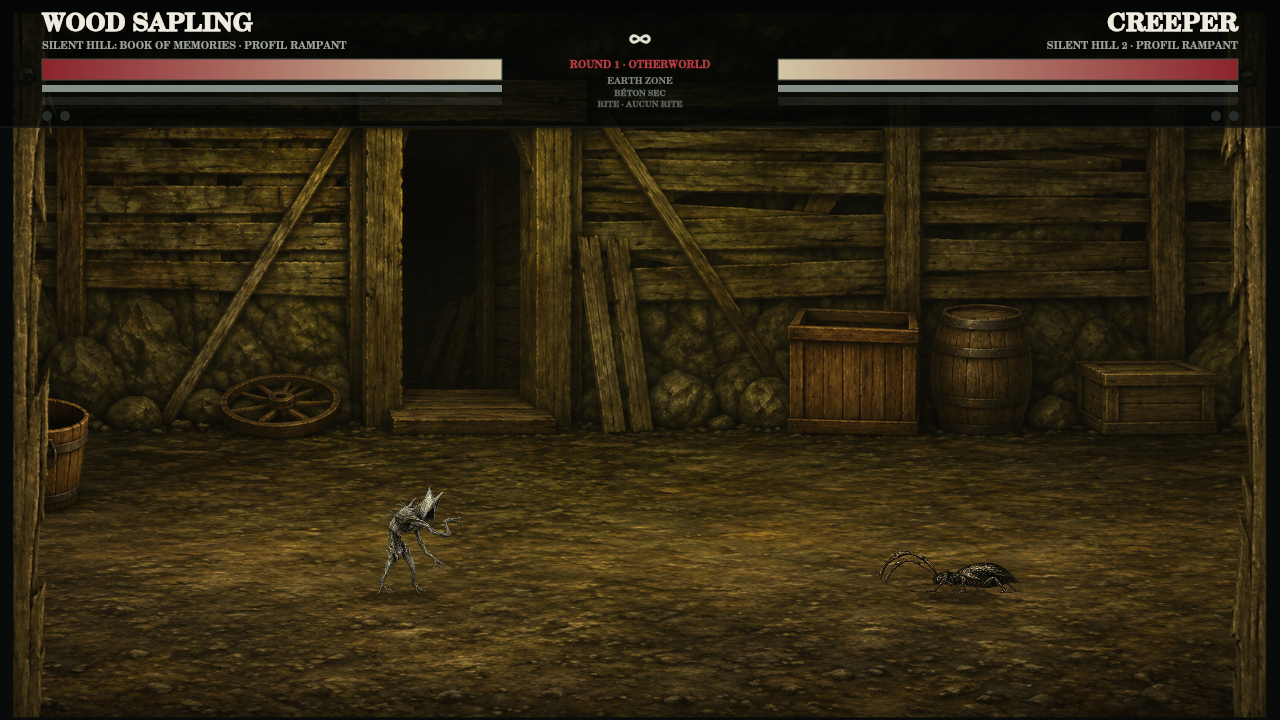 WOOD SAPLING
SILENT HILL: BOOK OF MEMORIES · PROFIL RAMPANT
∞
ROUND 1 · OTHERWORLD
EARTH ZONE
BÉTON SEC
RITE · AUCUN RITE
CREEPER
SILENT HILL 2 · PROFIL RAMPANT